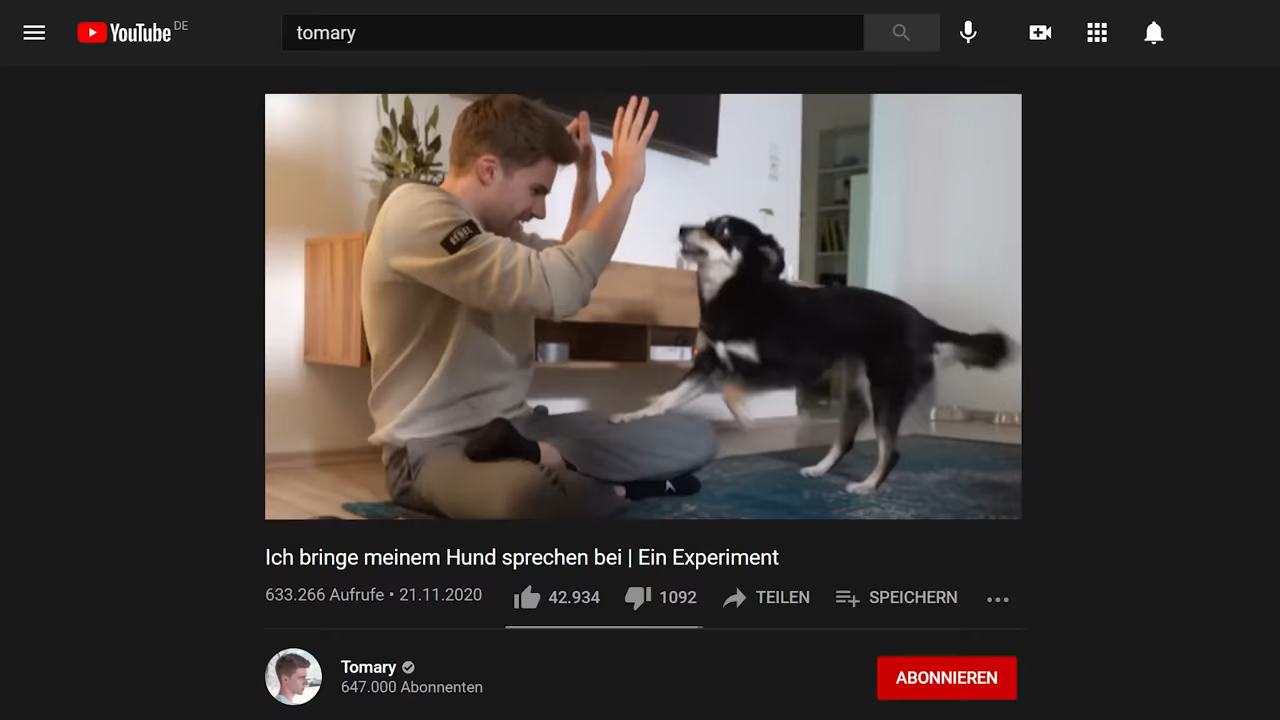 YouTube DE
tomary
REBEL
Ich bringe meinem Hund sprechen bei | Ein Experiment
633.266 Aufrufe • 21.11.2020
42.934
1092
TEILEN
SPEICHERN
Tomary
647.000 Abonnenten
ABONNIEREN